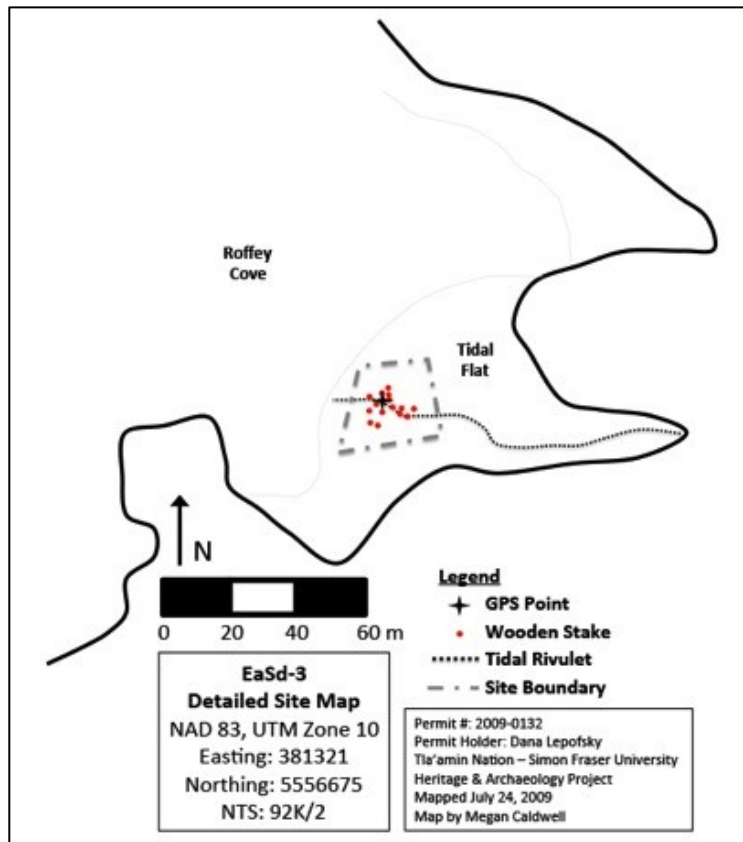 Roffey
Cove
Tidal
Flat
N
0 20 40 60 m
Legend
GPS Point
Wooden Stake
Tidal Rivulet
Site Boundary
EaSd-3
Detailed Site Map
NAD 83, UTM Zone 10
Easting: 381321
Northing: 5556675
NTS: 92K/2
Permit #: 2009-0132
Permit Holder: Dana Lepofsky
Tla'amin Nation – Simon Fraser University
Heritage & Archaeology Project
Mapped July 24, 2009
Map by Megan Caldwell